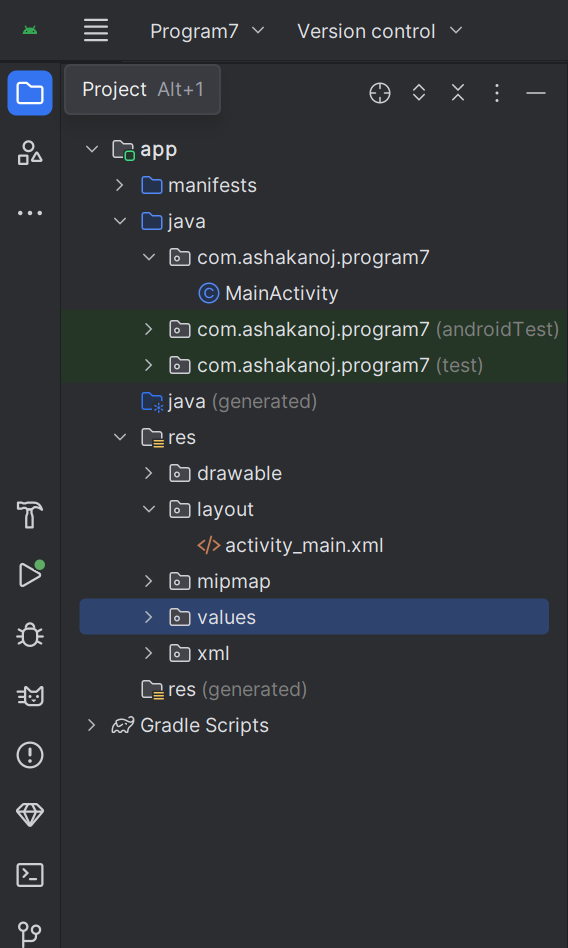 Program7 Version control
Project Alt+1
app
manifests
java
com.ashakanoj.program7
MainActivity
com.ashakanoj.program7 (androidTest)
com.ashakanoj.program7 (test)
java (generated)
res
drawable
layout
activity_main.xml
mipmap
values
xml
res (generated)
Gradle Scripts